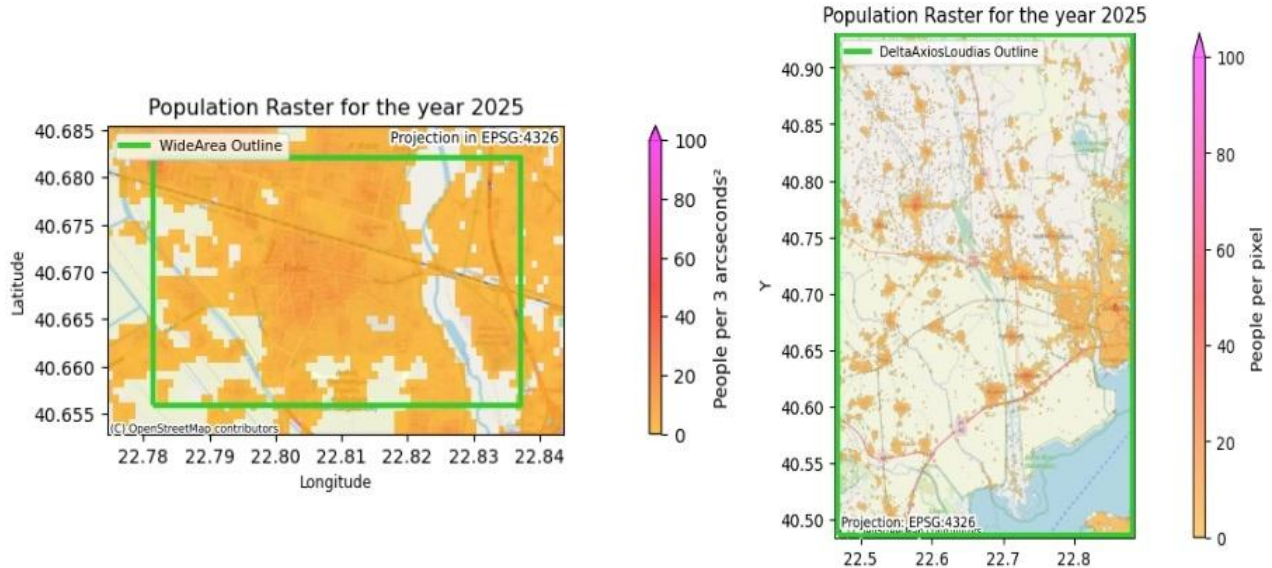 Population Raster for the year 2025
WideArea Outline
Projection in EPSG:4326
40.685
40.680
40.675
40.670
40.665
40.660
40.655
Latitude
(C) OpenStreetMap contributors
22.78 22.79 22.80 22.81 22.82 22.83 22.84
Longitude
100
80
60
40
20
0
People per 3 arcseconds²
Population Raster for the year 2025
DeltaAxiosLoudias Outline
40.90
40.85
40.80
40.75
40.70
40.65
40.60
40.55
40.50
Y
Projection: EPSG:4326
22.5 22.6 22.7 22.8
100
80
60
40
20
0
People per pixel